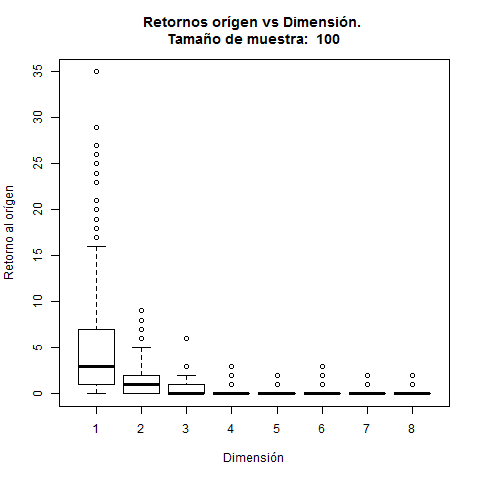 Retornos orígen vs Dimensión.
Tamaño de muestra: 100
Retorno al orígen
35
30
25
20
15
10
5
0
1 2 3 4 5 6 7 8
Dimensión